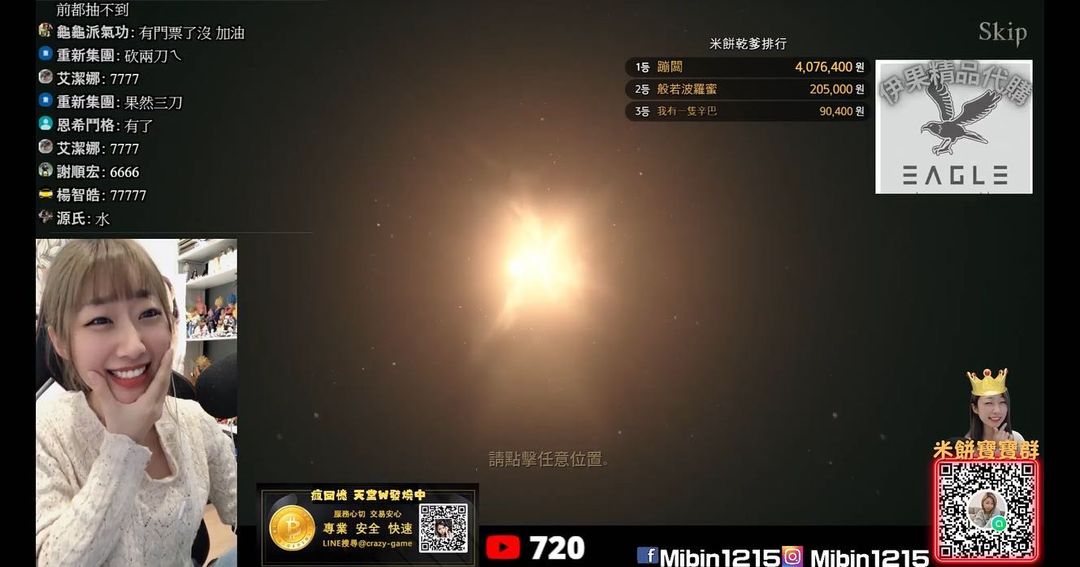 前都抽不到
龜龜派氣功: 有門票了沒 加油
重新集團: 砍兩刀ㄟ
艾潔娜: 7777
重新集團: 果然三刀
恩希鬥格: 有了
艾潔娜: 7777
謝順宏: 6666
楊智皓: 77777
源氏: 水
Skip
米餅乾爹排行
1등 蹦闆 4,076,400 원
2등 般若波羅蜜 205,000 원
3등 我有一隻辛巴 90,400 원
伊果精品代購
EAGLE
請點擊任意位置。
瘋回憶 天堂W發燒中
服務心切 交易安心
專業 安全 快速
LINE搜尋@crazy-game
720
Mibin1215
Mibin1215
米餅寶寶群